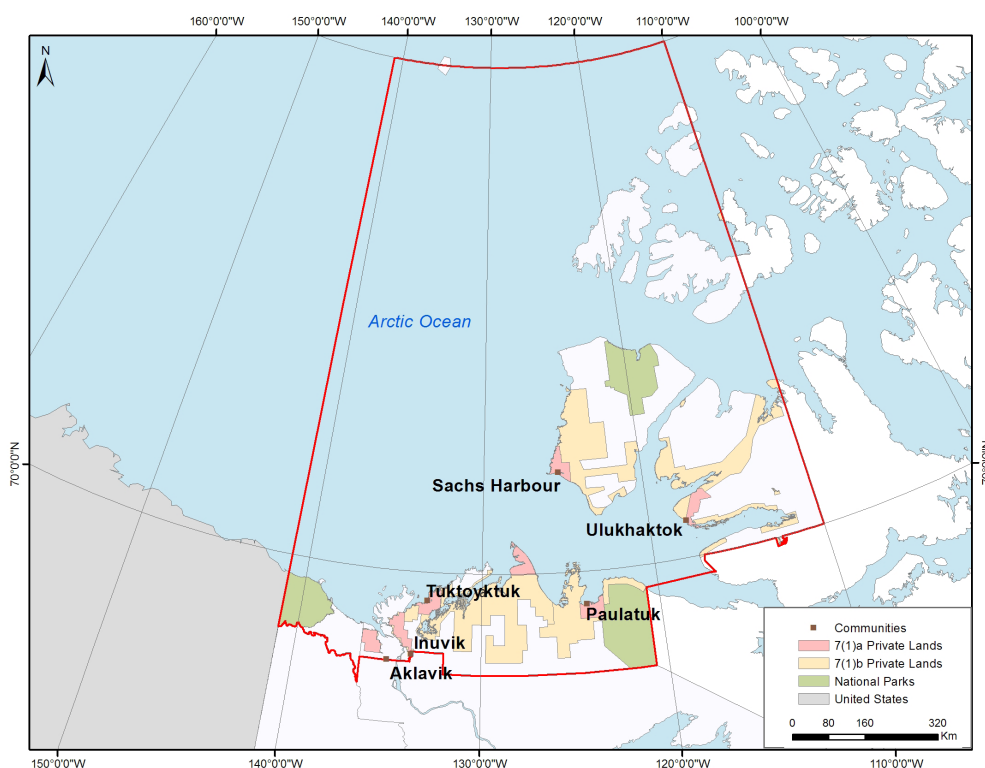 160°0'0"W 150°0'0"W 140°0'0"W 130°0'0"W 120°0'0"W 110°0'0"W 100°0'0"W
N
Arctic Ocean
70°0'0"N
Sachs Harbour
Ulukhaktok
Tuktoyktuk
Paulatuk
Inuvik
Aklavik
Communities
7(1)a Private Lands
7(1)b Private Lands
National Parks
United States
0 80 160 320
Km
150°0'0"W 140°0'0"W 130°0'0"W 120°0'0"W 110°0'0"W